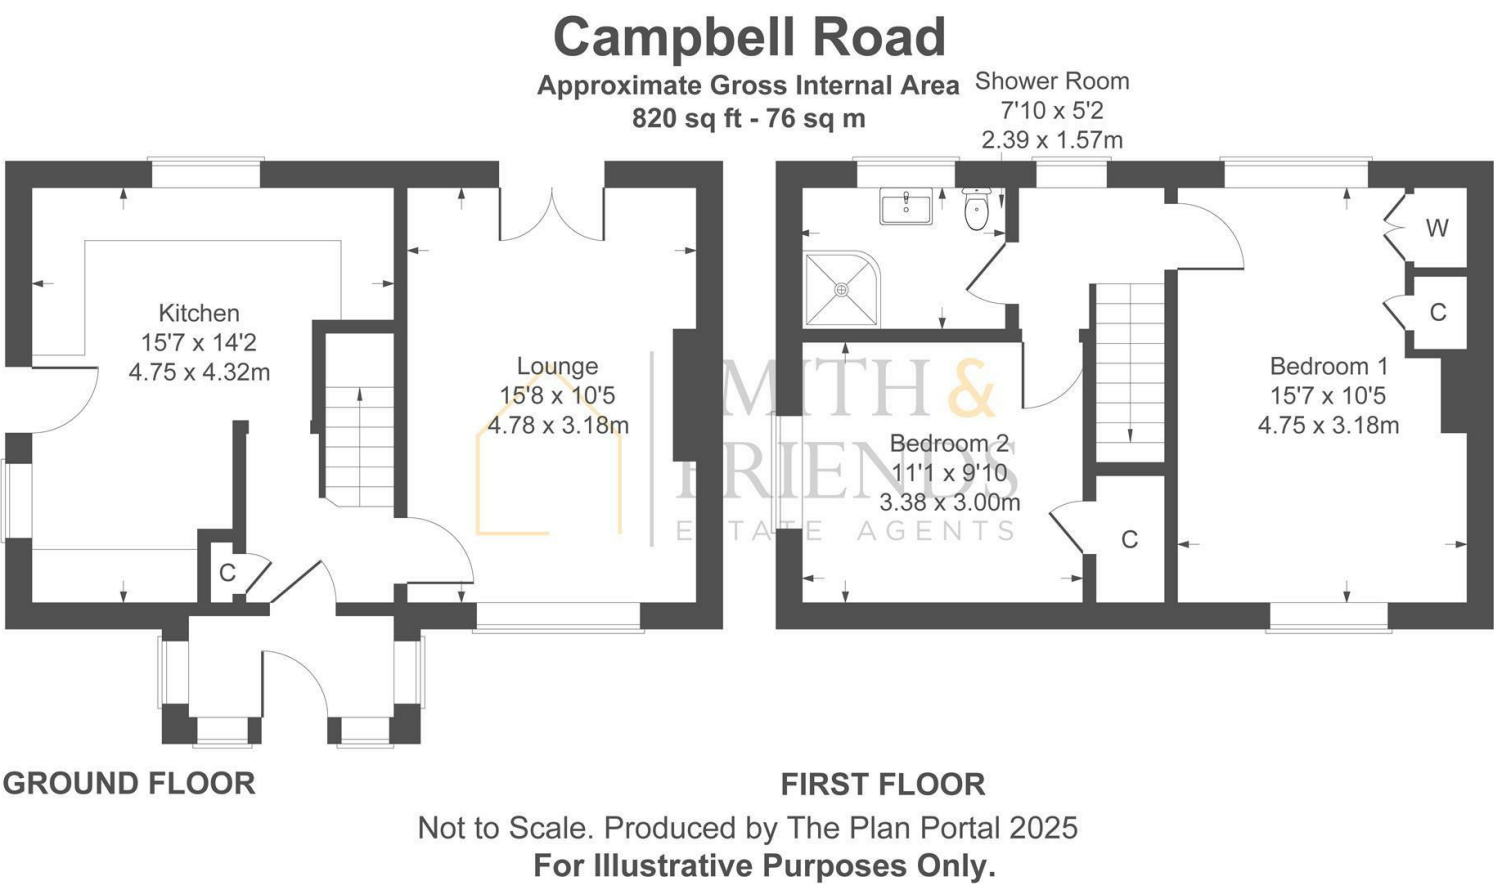 Campbell Road
Approximate Gross Internal Area
820 sq ft - 76 sq m
Shower Room
7'10 x 5'2
2.39 x 1.57m
Kitchen
15'7 x 14'2
4.75 x 4.32m
C
Lounge
15'8 x 10'5
4.78 x 3.18m
SMITH &
FRIENDS
ESTATE AGENTS
Bedroom 2
11'1 x 9'10
3.38 x 3.00m
C
Bedroom 1
15'7 x 10'5
4.75 x 3.18m
W
C
GROUND FLOOR
FIRST FLOOR
Not to Scale. Produced by The Plan Portal 2025
For Illustrative Purposes Only.